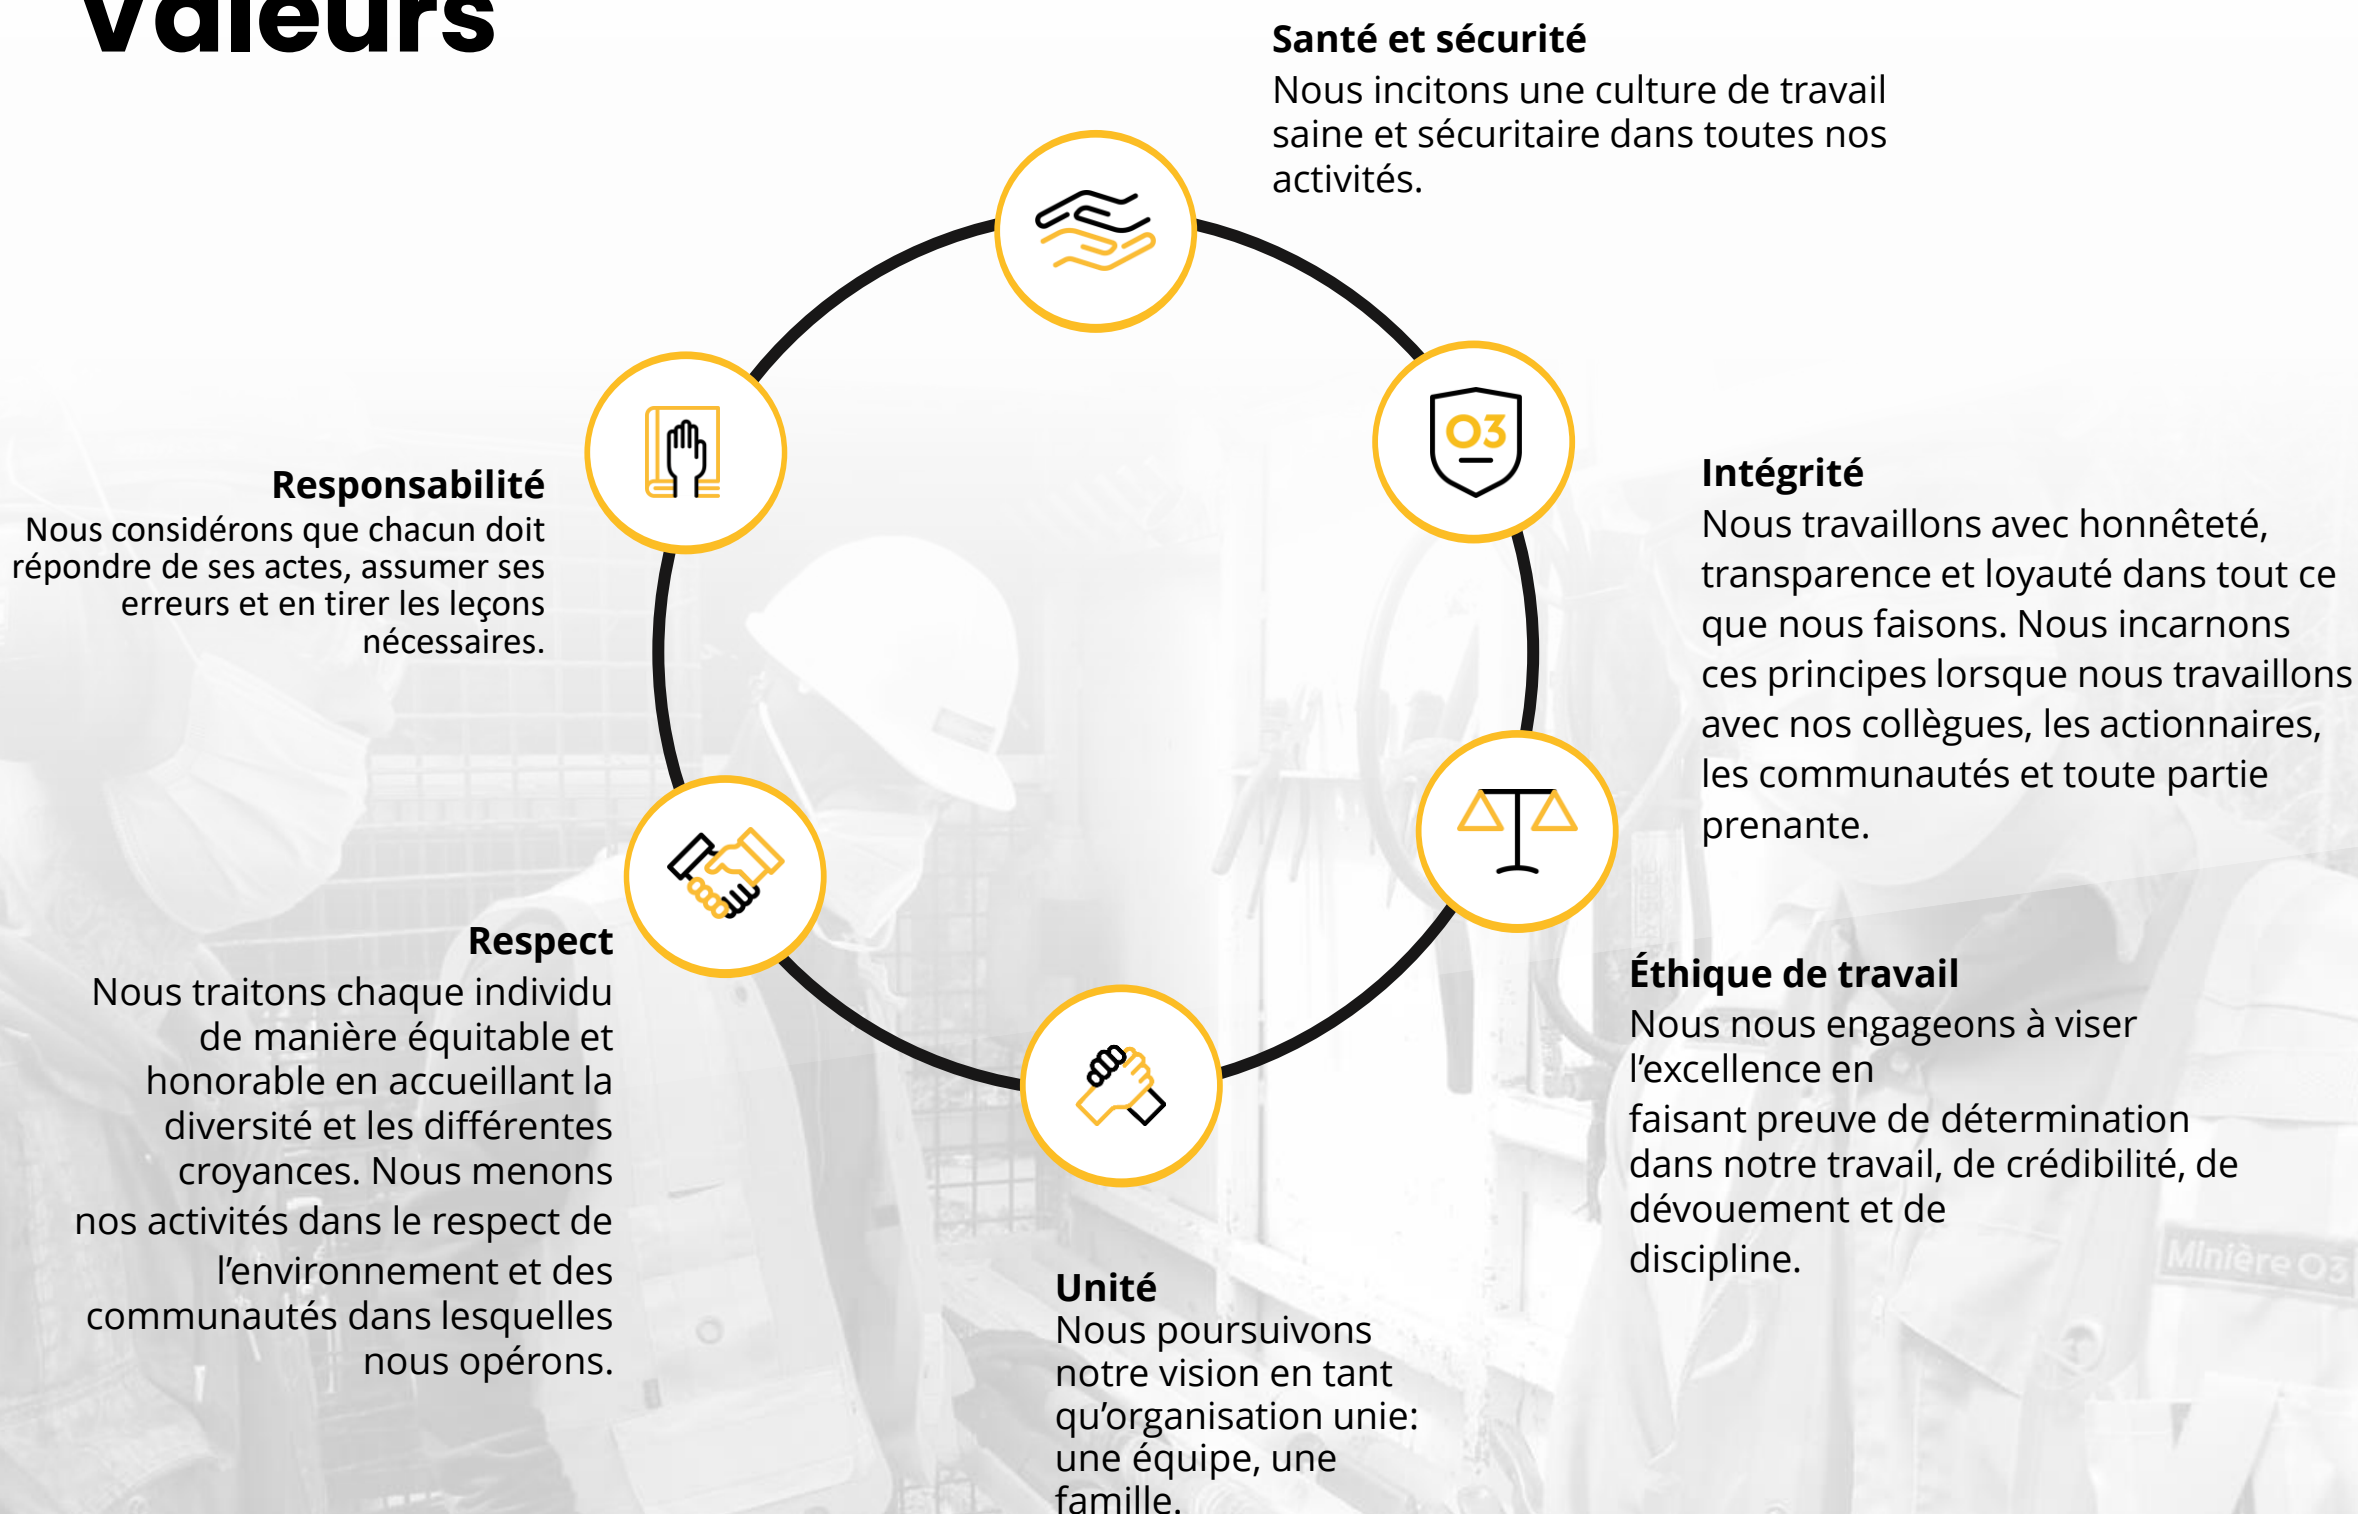 Valeurs
Santé et sécurité
Nous incitons une culture de travail
saine et sécuritaire dans toutes nos
activités.
O3
Intégrité
Nous travaillons avec honnêteté,
transparence et loyauté dans tout ce
que nous faisons. Nous incarnons
ces principes lorsque nous travaillons
avec nos collègues, les actionnaires,
les communautés et toute partie
prenante.
Éthique de travail
Nous nous engageons à viser
l’excellence en
faisant preuve de détermination
dans notre travail, de crédibilité, de
dévouement et de
discipline.
Minière O3
Unité
Nous poursuivons
notre vision en tant
qu’organisation unie:
une équipe, une
famille.
Respect
Nous traitons chaque individu
de manière équitable et
honorable en accueillant la
diversité et les différentes
croyances. Nous menons
nos activités dans le respect de
l’environnement et des
communautés dans lesquelles
nous opérons.
Responsabilité
Nous considérons que chacun doit
répondre de ses actes, assumer ses
erreurs et en tirer les leçons
nécessaires.